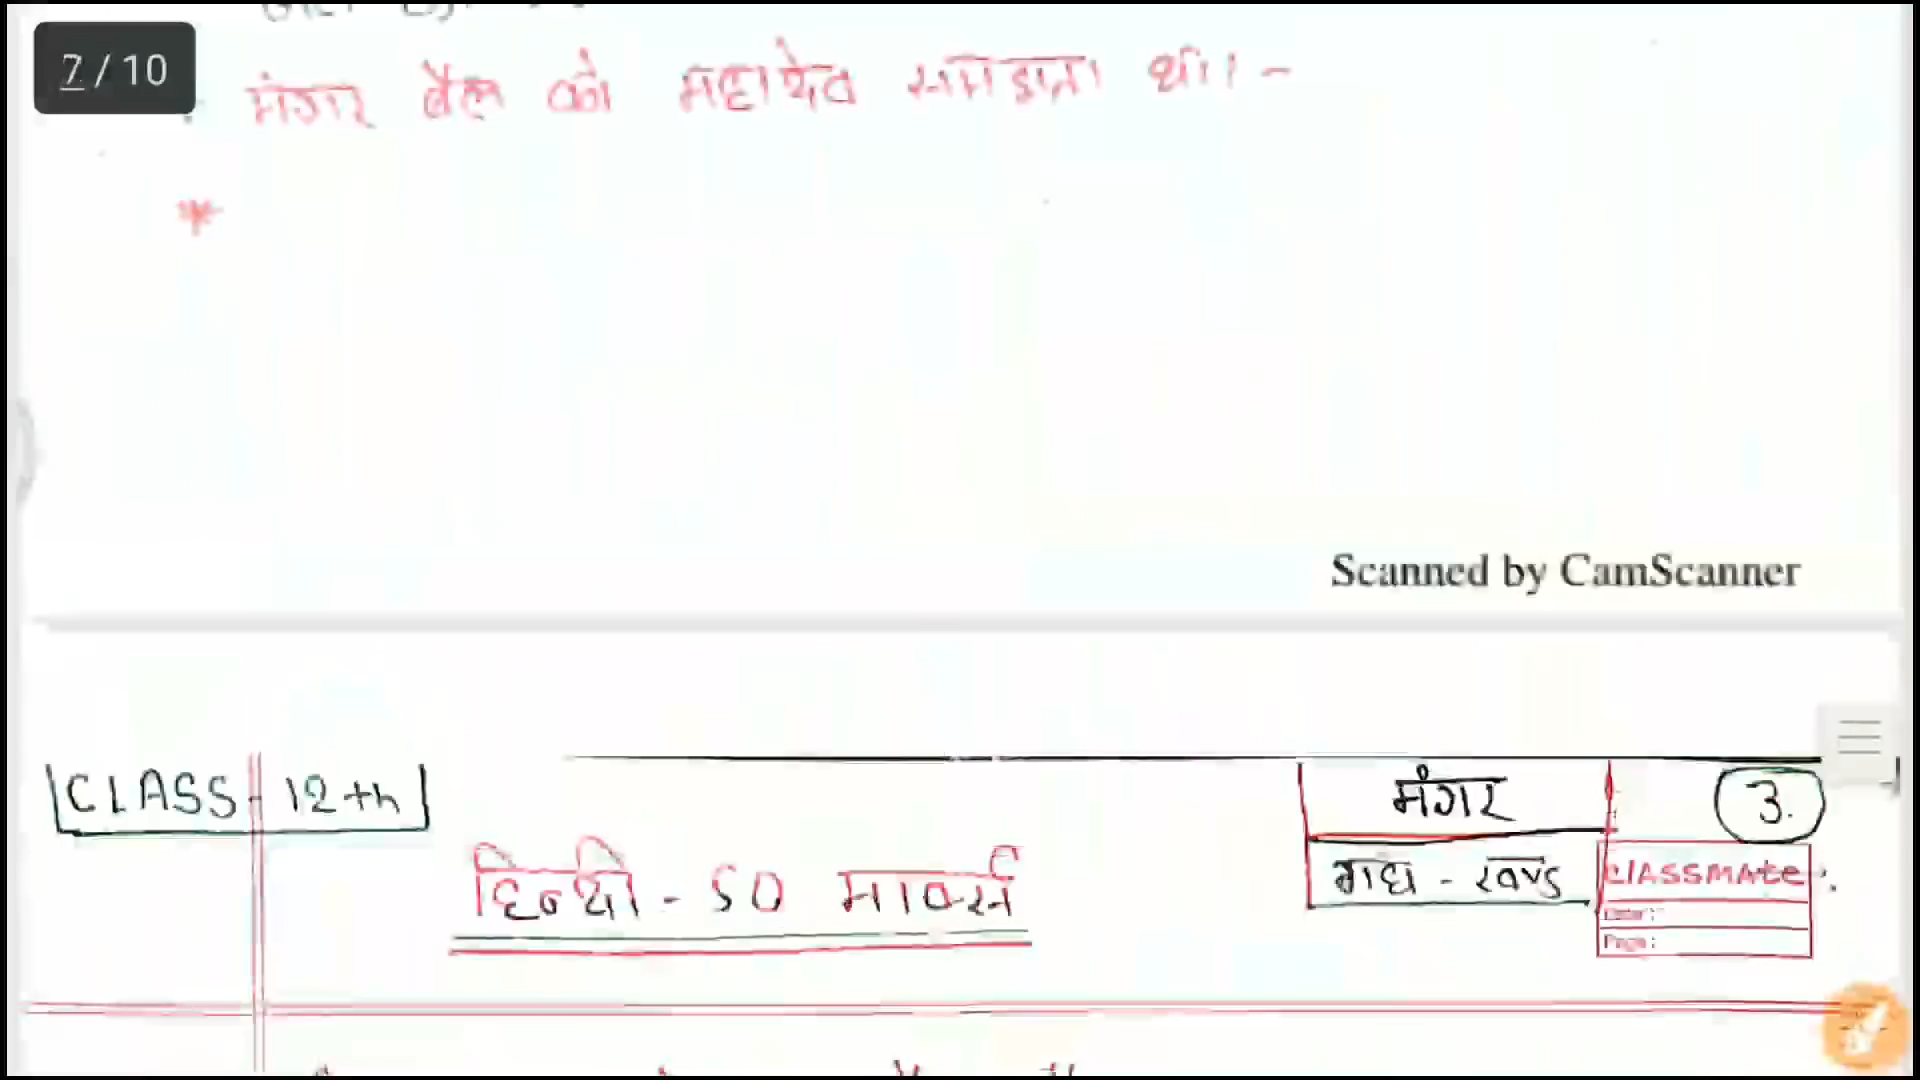 7/10
मंगर बैल को महादेव समझता था। -
*
Scanned by CamScanner
CLASS - 12th
मंगर
3.
हिन्दी - 50 मार्क्स
गद्य - खण्ड
CLASSMATE
Date:
Page: